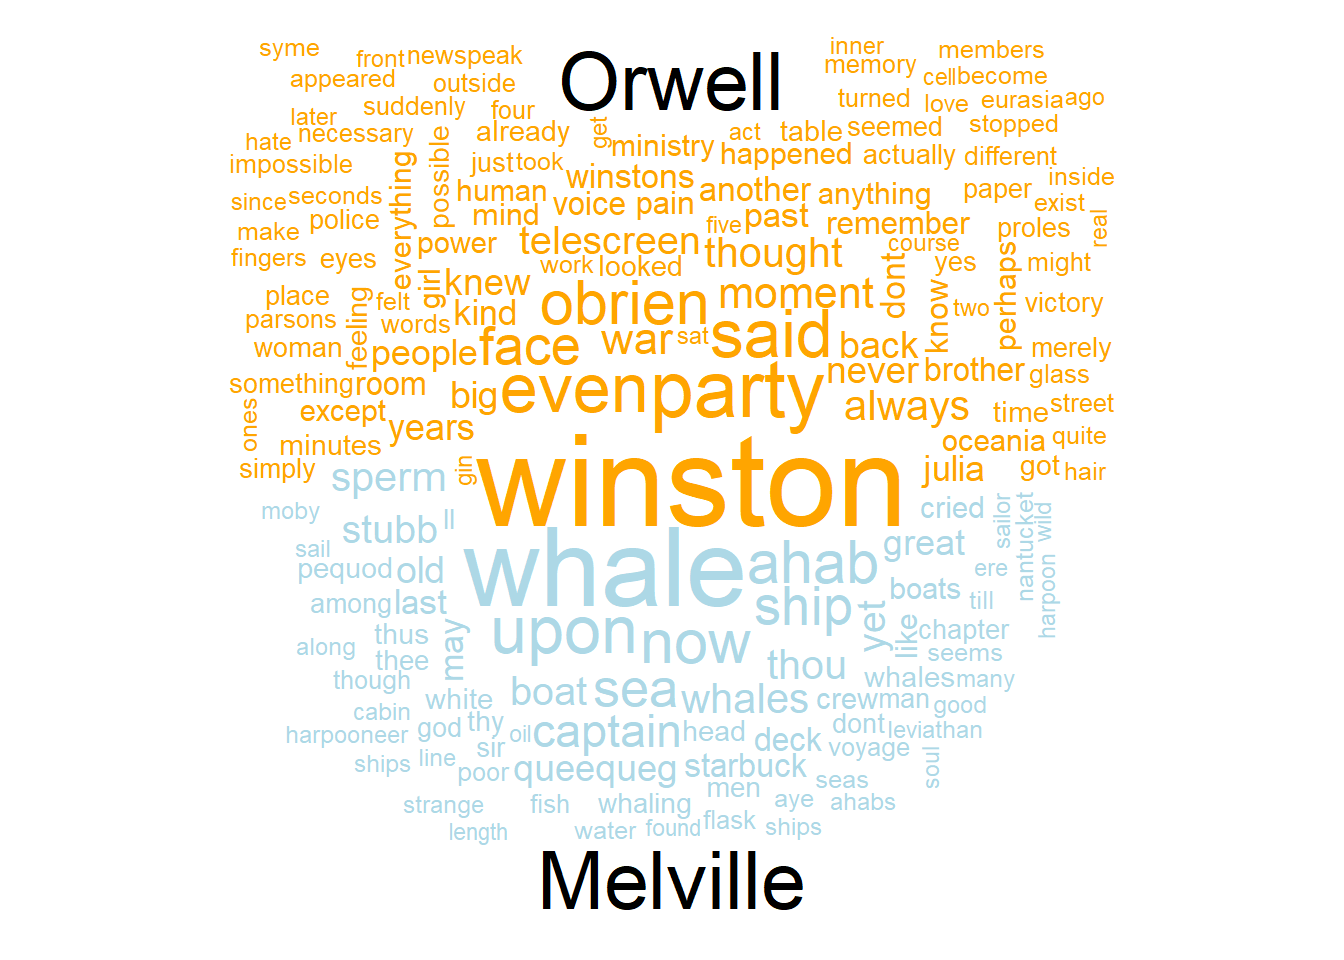 Orwell
syme front newspeak inner members
appeared outside memory cell become
later suddenly four turned love eurasia ago
hate necessary already get act table seemed stopped
impossible possible just took ministry happened actually different
since seconds everything human winstons another anything paper inside
make police mind voice pain five past remember proles exist real
fingers eyes power telescreen thought course yes might
place girl knew work looked moment dont know two perhaps victory
parsons feeling felt words kind obrien war sat said back merely
woman people face never brother glass
something room big even party always time street
ones except years oceania quite
minutes
simply sperm gin winston julia got hair
moby stubb ll cried sailor nantucket wild
sail great
pequod old whale ahab boats ere harpoon
among last ship yet till
along thus may upon now like chapter
thee thou seems
though white boat sea whales whales many
cabin god thy crew man good
harpooneer sir oil captain head deck dont leviathan
ships line poor queequeg starbuck voyage soul
strange fish whaling men aye seas ahabs
length water found flask ships
Melville